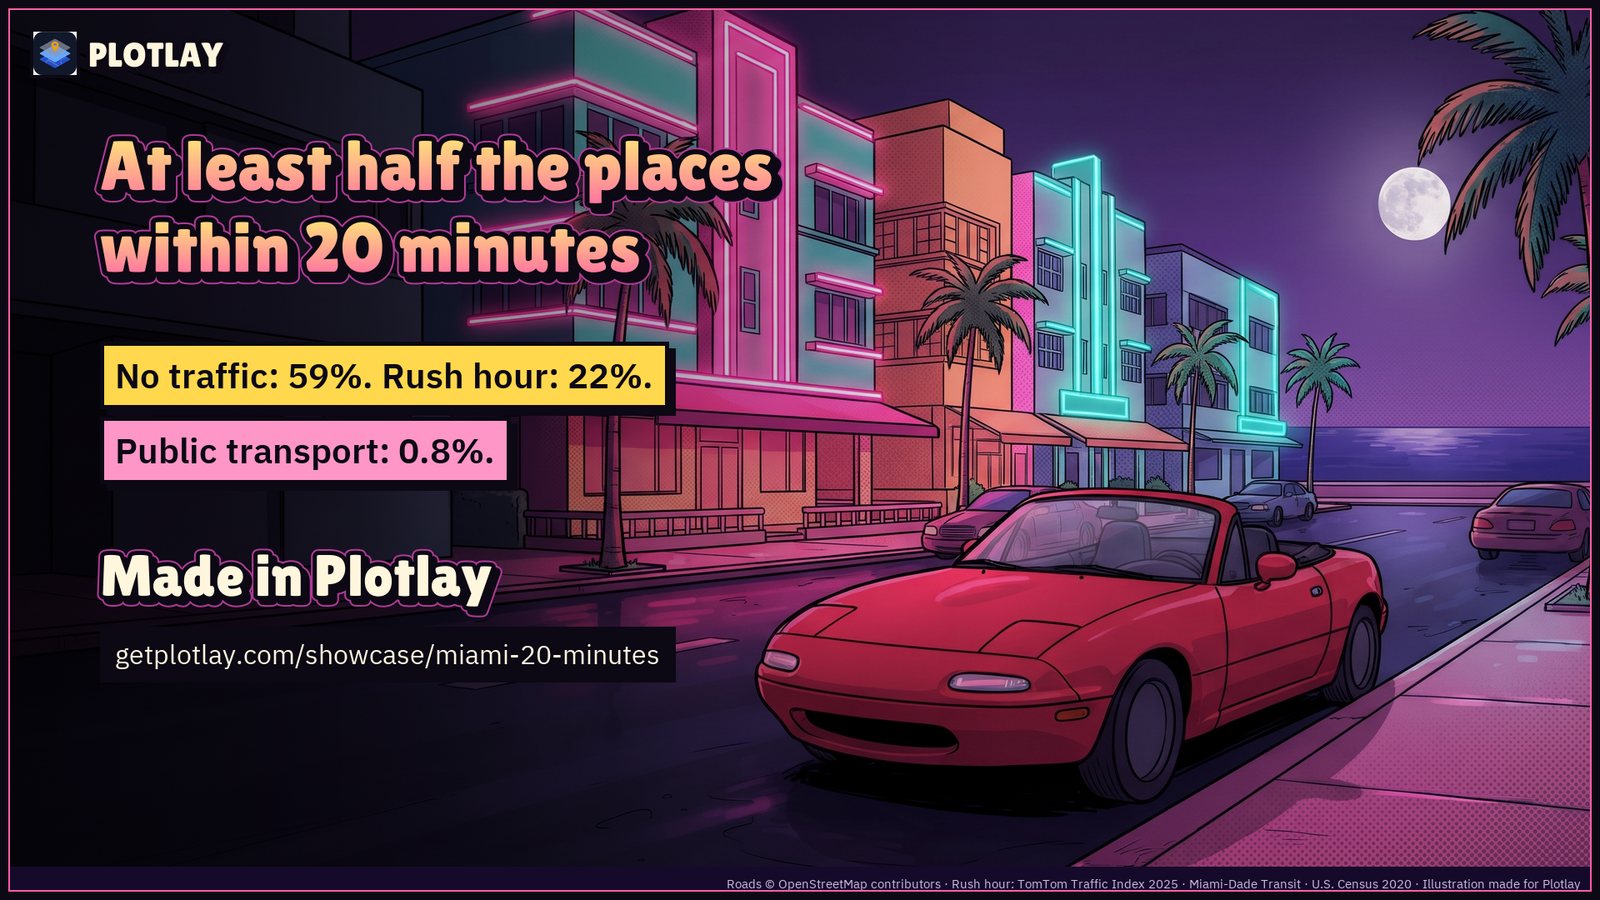 PLOTLAY
At least half the places
within 20 minutes
No traffic: 59%. Rush hour: 22%.
Public transport: 0.8%.
Made in Plotlay
getplotlay.com/showcase/miami-20-minutes
Roads © OpenStreetMap contributors · Rush hour: TomTom Traffic Index 2025 · Miami-Dade Transit · U.S. Census 2020 · Illustration made for Plotlay